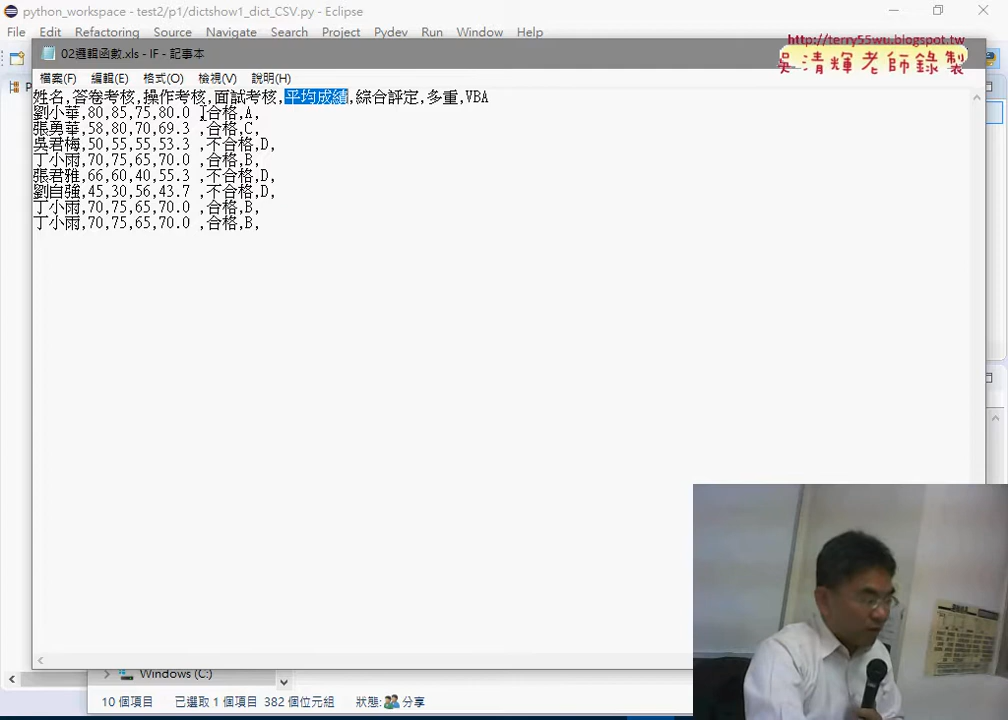 python_workspace - test2/p1/dictshow1_dict_CSV.py - Eclipse
File Edit Refactoring Source Navigate Search Project Pydev Run Window Help
http://terry55wu.blogspot.tw
吳清輝老師錄製
02邏輯函數.xls - IF - 記事本
檔案(F) 編輯(E) 格式(O) 檢視(V) 說明(H)
姓名,答卷考核,操作考核,面試考核,平均成績,綜合評定,多重,VBA
劉小華,80,85,75,80.0 ,合格,A,
張勇華,58,80,70,69.3 ,合格,C,
吳君梅,50,55,55,53.3 ,不合格,D,
丁小雨,70,75,65,70.0 ,合格,B,
張君雅,66,60,40,55.3 ,不合格,D,
劉自強,45,30,56,43.7 ,不合格,D,
丁小雨,70,75,65,70.0 ,合格,B,
丁小雨,70,75,65,70.0 ,合格,B,
Windows (C:)
10 個項目 已選取 1 個項目 382 個位元組 狀態: 分享